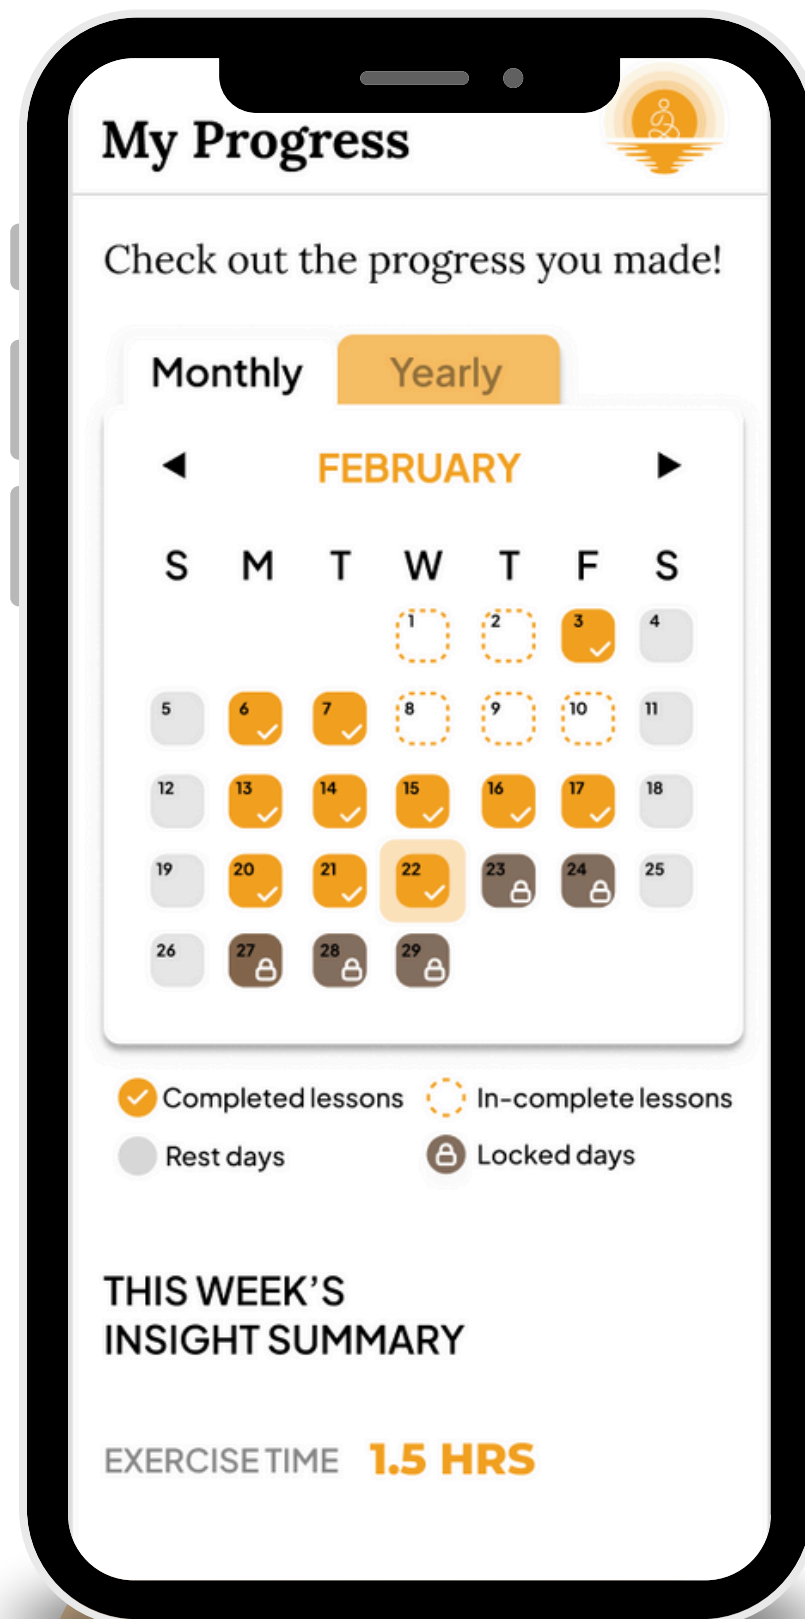 My Progress
Check out the progress you made!
Monthly Yearly
FEBRUARY
S M T W T F S
1 2 3 4
5 6 7 8 9 10 11
12 13 14 15 16 17 18
19 20 21 22 23 24 25
26 27 28 29
Completed lessons In-complete lessons
Rest days Locked days
THIS WEEK'S
INSIGHT SUMMARY
EXERCISE TIME 1.5 HRS